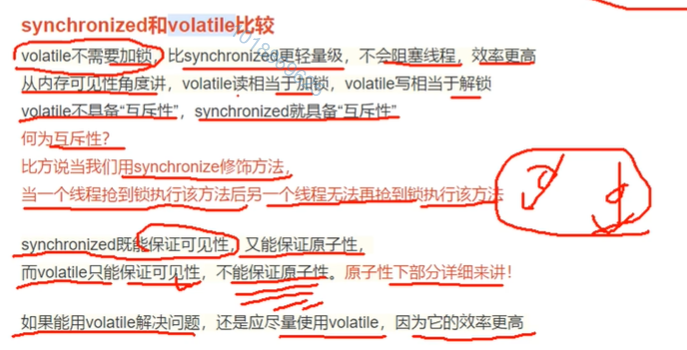 synchronized和volatile比较
volatile不需要加锁，比synchronized更轻量级，不会阻塞线程，效率更高
从内存可见性角度讲，volatile读相当于加锁，volatile写相当于解锁
volatile不具备“互斥性”，synchronized就具备“互斥性”
何为互斥性？
比方说当我们用synchronize修饰方法，
当一个线程抢到锁执行该方法后另一个线程无法再抢到锁执行该方法
synchronized既能保证可见性，又能保证原子性，
而volatile只能保证可见性，不能保证原子性。原子性下部分详细来讲！
如果能用volatile解决问题，还是应尽量使用volatile，因为它的效率更高